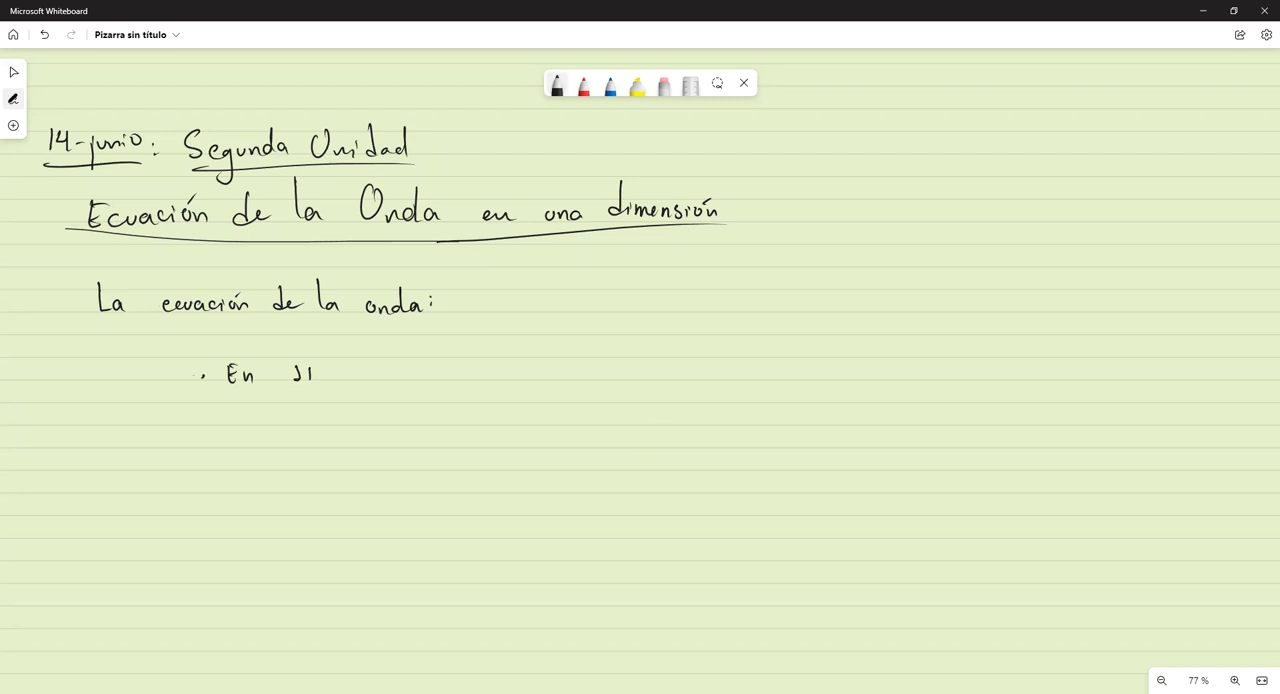 Microsoft Whiteboard
Pizarra sin título
14-junio: Segunda Unidad
Ecuación de la Onda en una dimensión
La ecuación de la onda:
En
77 %